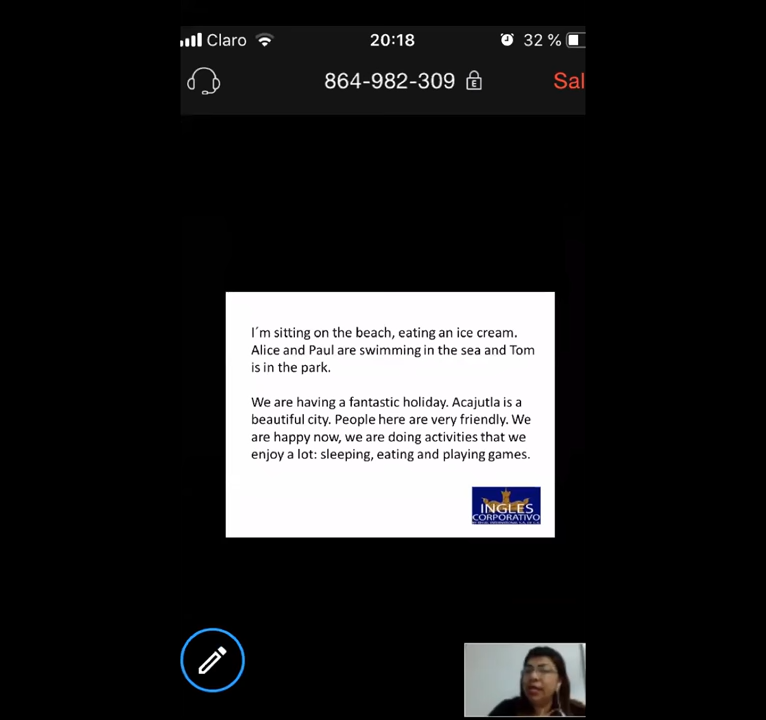 Claro 20:18 32 %
864-982-309 E Sal
I´m sitting on the beach, eating an ice cream.
Alice and Paul are swimming in the sea and Tom
is in the park.
We are having a fantastic holiday. Acajutla is a
beautiful city. People here are very friendly. We
are happy now, we are doing activities that we
enjoy a lot: sleeping, eating and playing games.
INGLES
CORPORATIVO